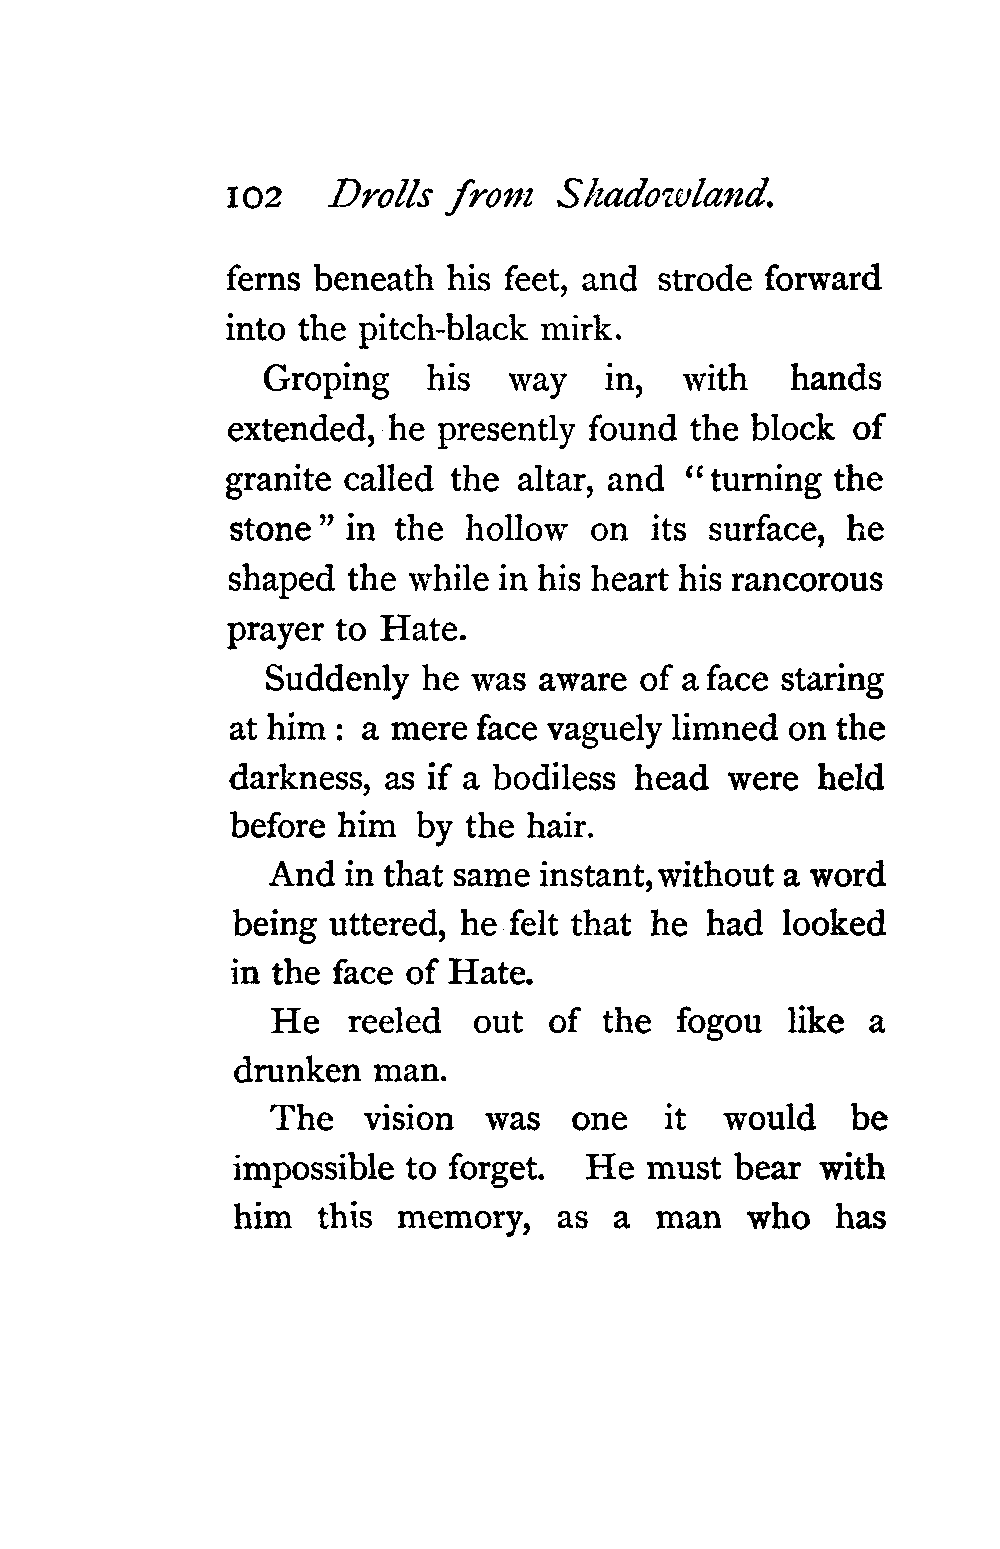 102 Drolls from Shadowland.
ferns beneath his feet, and strode forward
into the pitch-black mirk.
Groping his way in, with hands
extended, he presently found the block of
granite called the altar, and "turning the
stone" in the hollow on its surface, he
shaped the while in his heart his rancorous
prayer to Hate.
Suddenly he was aware of a face staring
at him : a mere face vaguely limned on the
darkness, as if a bodiless head were held
before him by the hair.
And in that same instant, without a word
being uttered, he felt that he had looked
in the face of Hate.
He reeled out of the fogou like a
drunken man.
The vision was one it would be
impossible to forget. He must bear with
him this memory, as a man who has